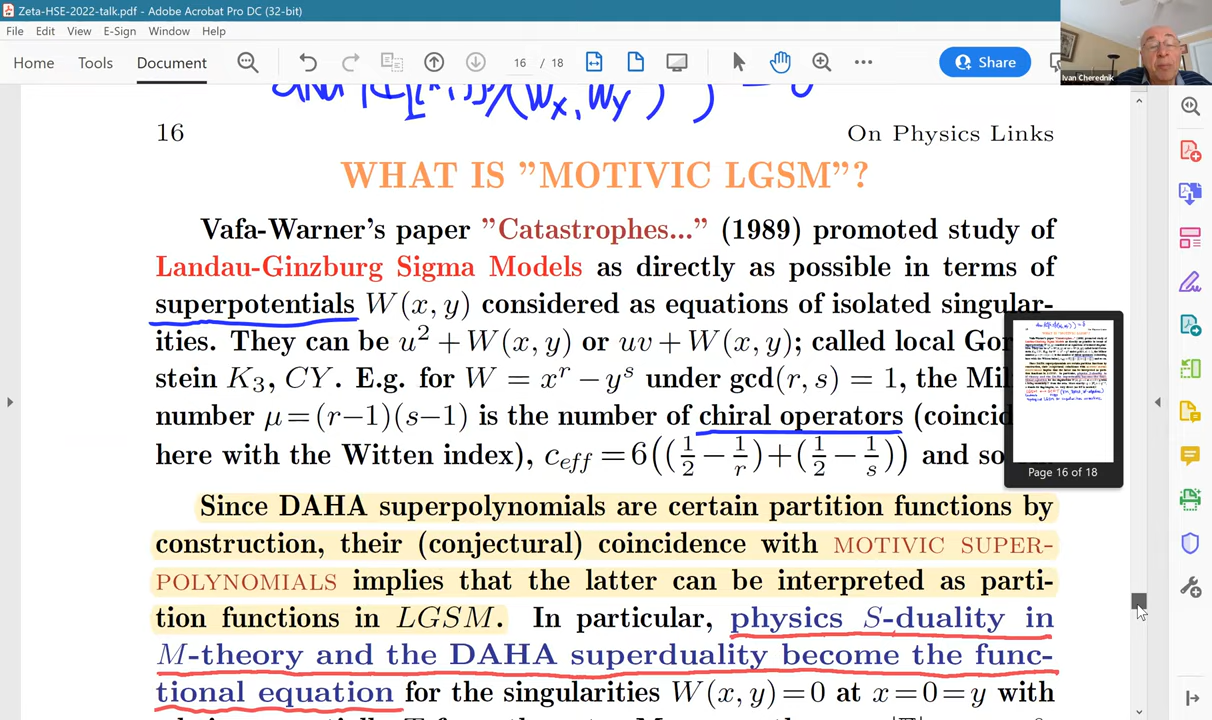 Zeta-HSE-2022-talk.pdf - Adobe Acrobat Pro DC (32-bit)
File Edit View E-Sign Window Help
Home Tools Document 16 / 18 Share
Ivan Cherednik
/(Wx, Wy)
16 On Physics Links
WHAT IS "MOTIVIC LGSM"?
Vafa-Warner's paper "Catastrophes..." (1989) promoted study of
Landau-Ginzburg Sigma Models as directly as possible in terms of
superpotentials W(x, y) considered as equations of isolated singular-
ities. They can be u² + W(x, y) or uv + W(x, y); called local Gor
stein K₃, CY. E.g. for W = xʳ − yˢ under gcd(r, s) = 1, the Mil
number μ = (r−1)(s−1) is the number of chiral operators (coincid
here with the Witten index), c_eff = 6((1/2 − 1/r) + (1/2 − 1/s)) and so
Page 16 of 18
Since DAHA superpolynomials are certain partition functions by
construction, their (conjectural) coincidence with MOTIVIC SUPER-
POLYNOMIALS implies that the latter can be interpreted as parti-
tion functions in LGSM. In particular, physics S-duality in
M-theory and the DAHA superduality become the func-
tional equation for the singularities W(x, y) = 0 at x = 0 = y with